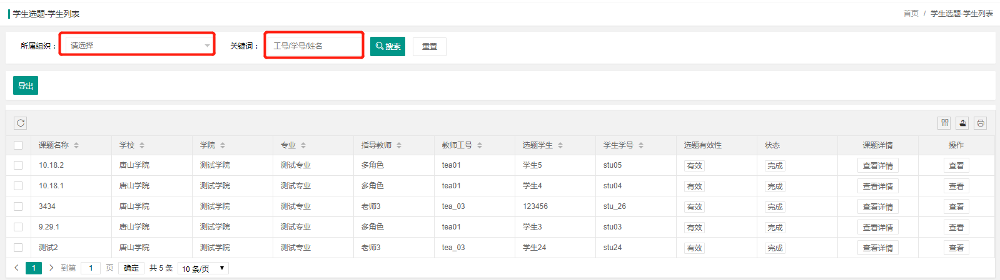 学生选题-学生列表
首页 / 学生选题-学生列表
所属组织： 请选择 关键词： 工号/学号/姓名 搜索 重置
导出
课题名称 学校 学院 专业 指导教师 教师工号 选题学生 学生学号 选题有效性 状态 课题详情 操作
10.18.2 唐山学院 测试学院 测试专业 多角色 tea01 学生5 stu05 有效 完成 查看详情 查看
10.18.1 唐山学院 测试学院 测试专业 多角色 tea01 学生4 stu04 有效 完成 查看详情 查看
3434 唐山学院 测试学院 测试专业 老师3 tea_03 123456 stu_26 有效 完成 查看详情 查看
9.29.1 唐山学院 测试学院 测试专业 多角色 tea01 学生3 stu03 有效 完成 查看详情 查看
测试2 唐山学院 测试学院 测试专业 老师3 tea_03 学生24 stu24 有效 完成 查看详情 查看
1 到第 1 页 确定 共 5 条 10 条/页